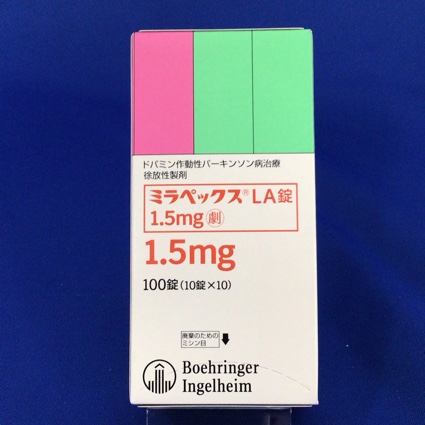 ドパミン作動性パーキンソン病治療
徐放性製剤
ミラペックス®LA錠
1.5mg 劇
1.5mg
100錠(10錠×10)
廃棄のための
ミシン目
Boehringer
Ingelheim